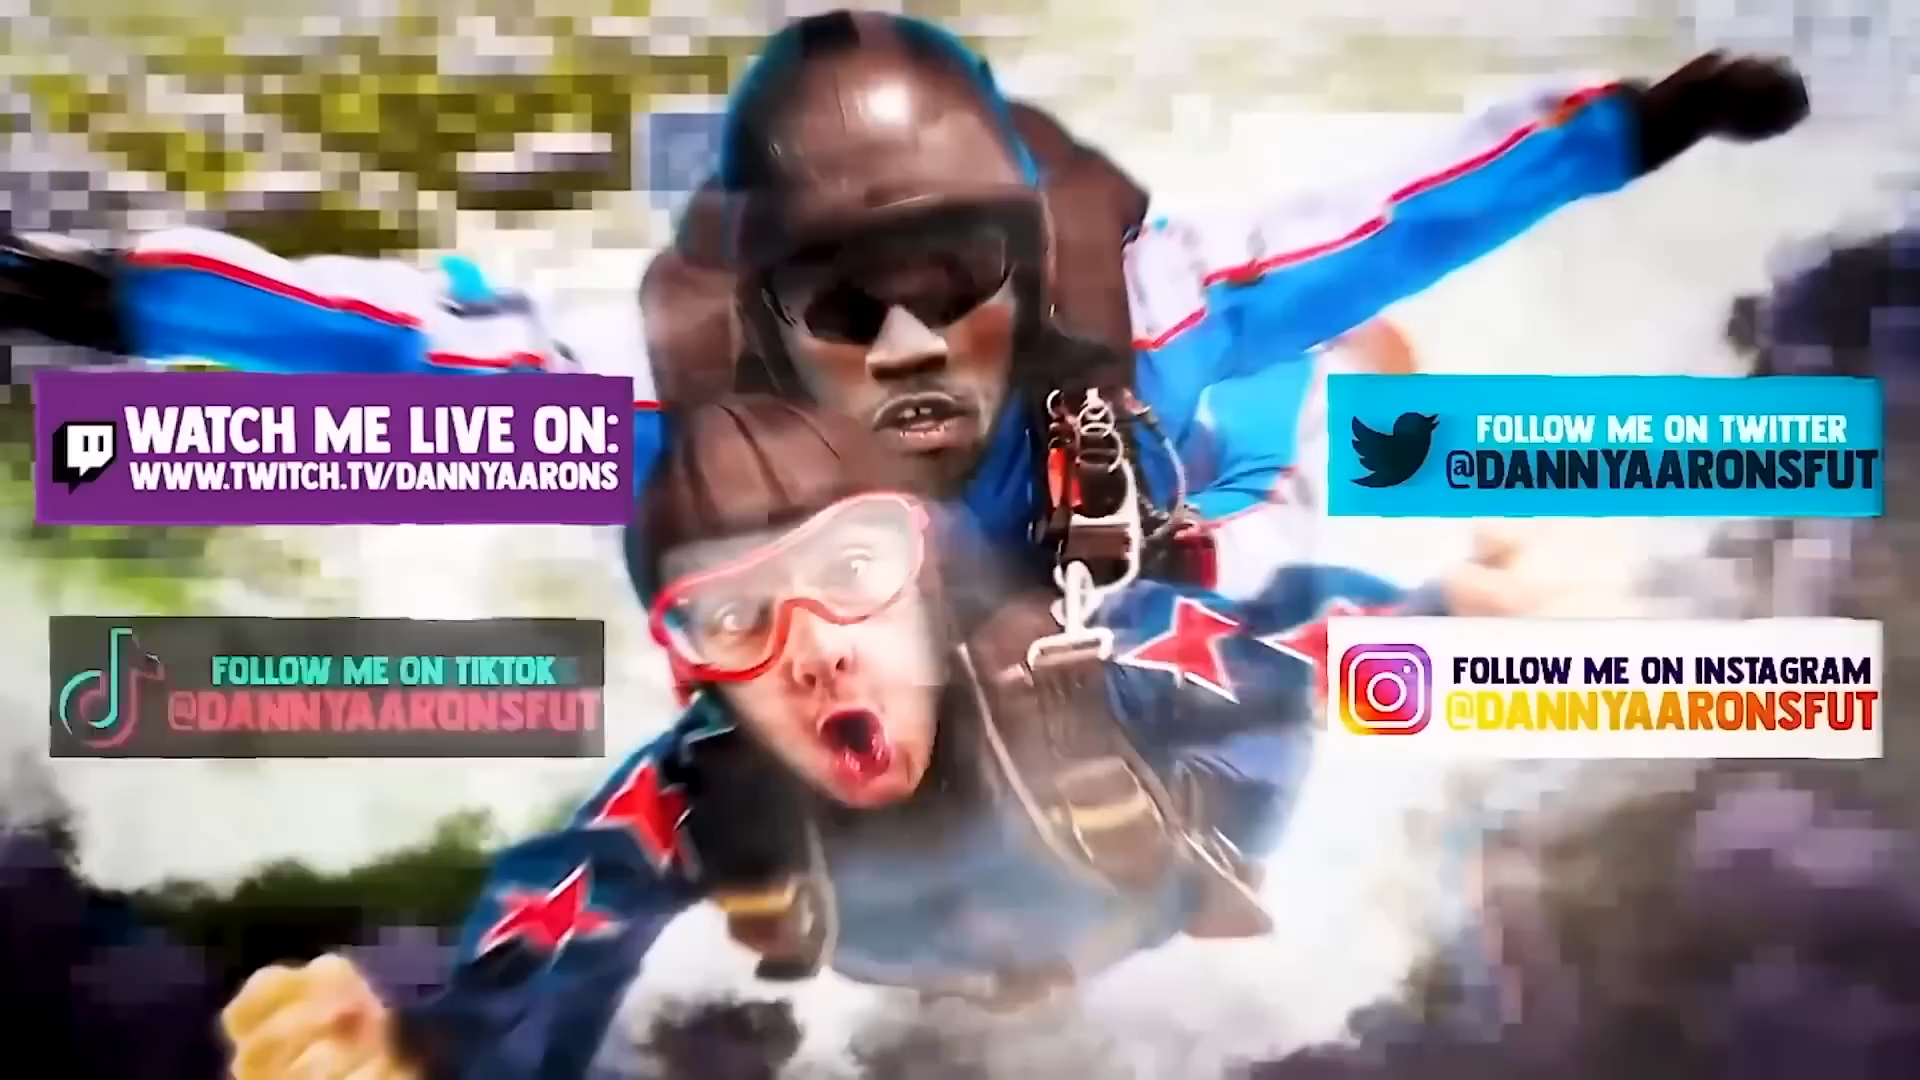 WATCH ME LIVE ON:
WWW.TWITCH.TV/DANNYAARONS
FOLLOW ME ON TIKTOK
@DANNYAARONSFUT
FOLLOW ME ON TWITTER
@DANNYAARONSFUT
FOLLOW ME ON INSTAGRAM
@DANNYAARONSFUT